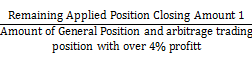 Remaining Applied Position Closing Amount 1
Amount of General Position and arbitrage trading
position with over 4% profitt